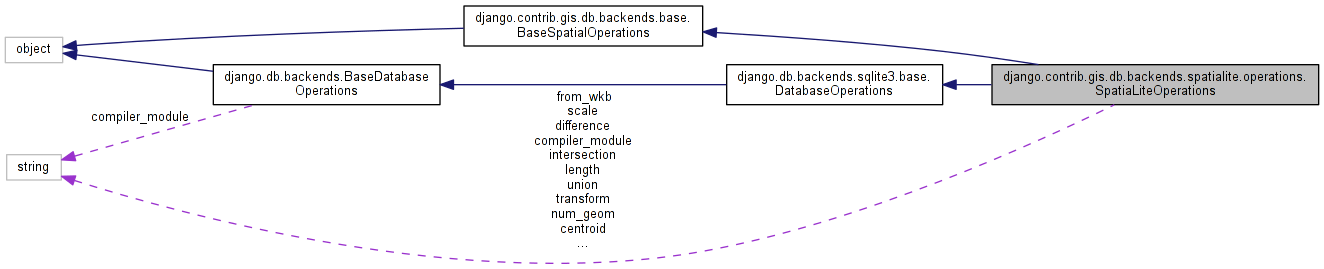 django.contrib.gis.db.backends.base.
BaseSpatialOperations
object
django.db.backends.BaseDatabase
Operations
django.db.backends.sqlite3.base.
DatabaseOperations
django.contrib.gis.db.backends.spatialite.operations.
SpatiaLiteOperations
compiler_module
string
from_wkb
scale
difference
compiler_module
intersection
length
union
transform
num_geom
centroid
...